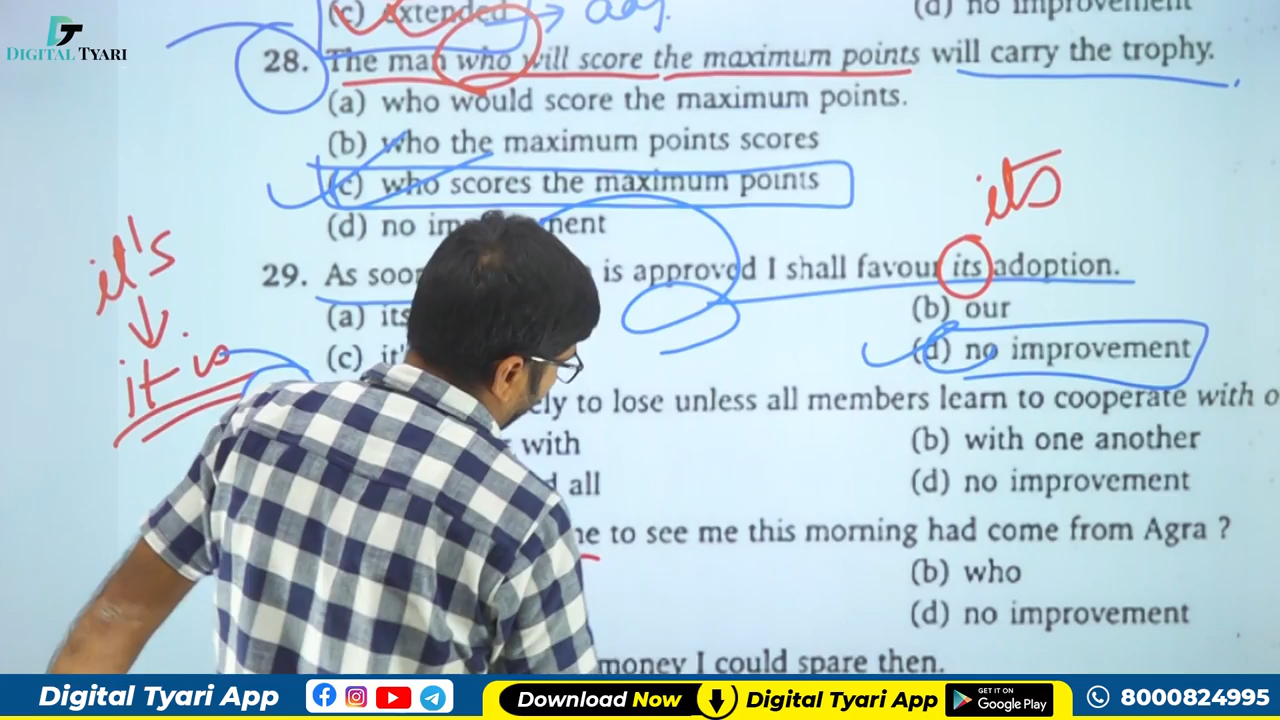 DT
DIGITAL TYARI
(c) extended → adj.
(d) no improvement
28. The man who will score the maximum points will carry the trophy.
(a) who would score the maximum points.
(b) who the maximum points scores
(c) who scores the maximum points
(d) no
29. As soo is approved I shall favour its adoption.
its
it's
it is
(a) its
(b) our
(c) it'
(d) no improvement
ely to lose unless all members learn to cooperate with o
with
(b) with one another
all
(d) no improvement
to see me this morning had come from Agra ?
(b) who
(d) no improvement
money I could spare then.
Digital Tyari App
Download Now
Digital Tyari App
GET IT ON
Google Play
8000824995